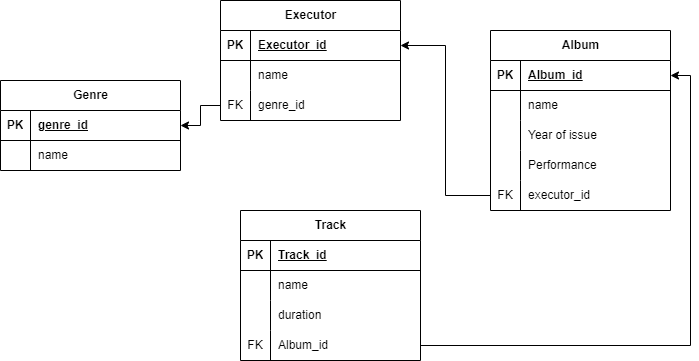 Executor
PK Executor_id
name
FK genre_id
Album
PK Album_id
name
Year of issue
Performance
FK executor_id
Genre
PK genre_id
name
Track
PK Track_id
name
duration
FK Album_id